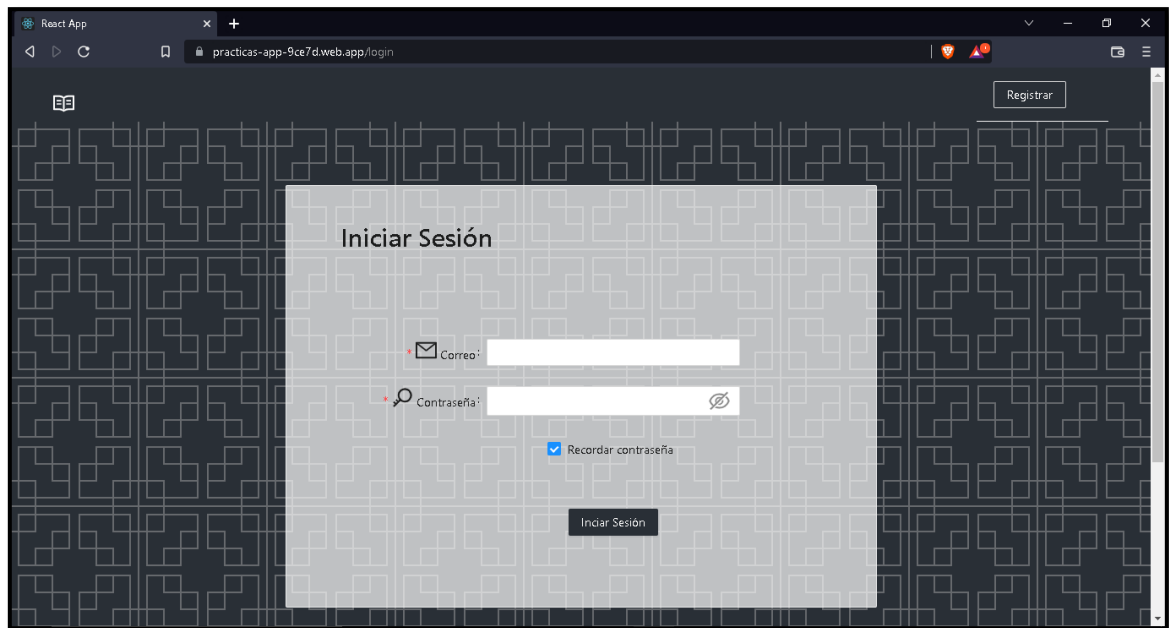 React App
practicas-app-9ce7d.web.app/login
Registrar
Iniciar Sesión
* Correo:
* Contraseña:
Recordar contraseña
Inciar Sesión